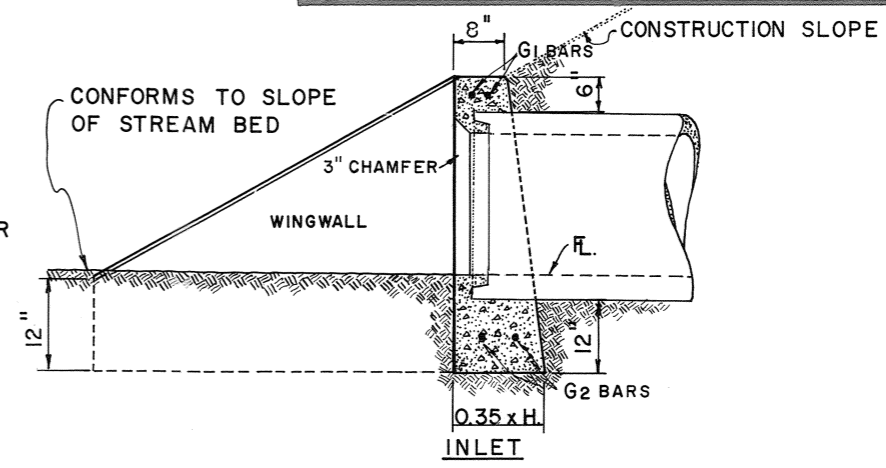 8"
CONSTRUCTION SLOPE
G1 BARS
6"
CONFORMS TO SLOPE
OF STREAM BED
3" CHAMFER
WINGWALL
R
FL.
12"
12"
G2 BARS
0.35 x H.
INLET